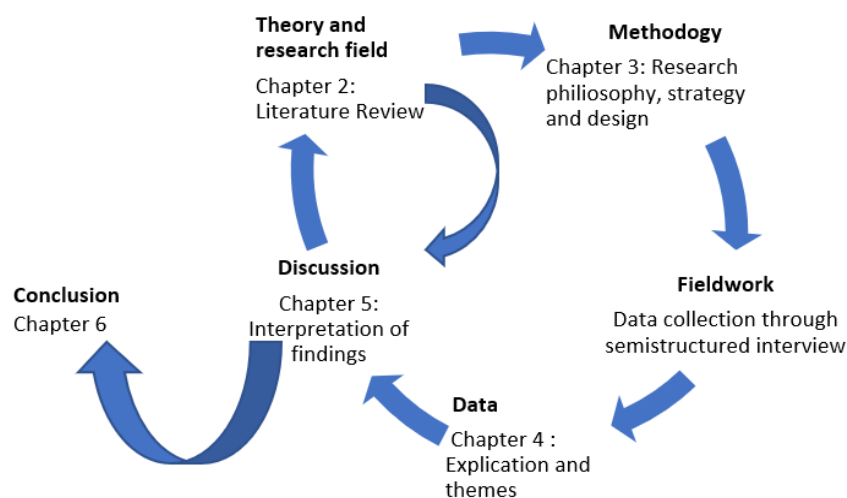 Theory and
research field
Chapter 2:
Literature Review
Methodogy
Chapter 3: Research
philiosophy, strategy
and design
Fieldwork
Data collection through
semistructured interview
Data
Chapter 4 :
Explication and
themes
Discussion
Chapter 5:
Interpretation of
findings
Conclusion
Chapter 6